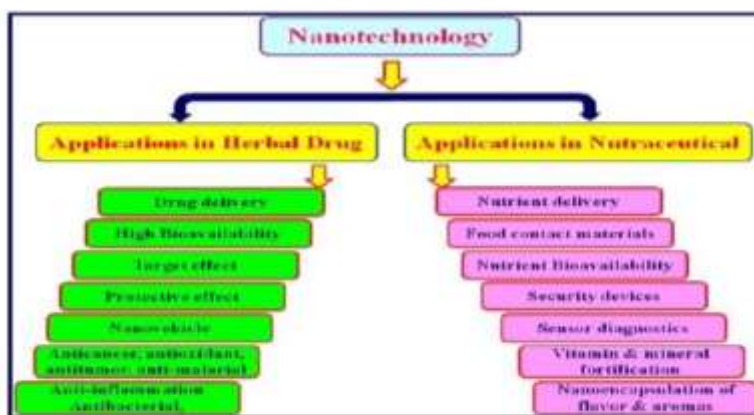 Nanotechnology
Applications in Herbal Drug
Applications in Nutraceutical
Drug delivery
High Bioavailability
Target effect
Protective effect
Nanovehicle
Anticancer, antioxidant,
antitumor, anti-malarial
Anti-inflammation
Antibacterial,
Nutrient delivery
Food contact materials
Nutrient Bioavailability
Security devices
Sensor diagnostics
Vitamin & mineral
fortification
Nanoencapsulation of
flavor & aromas